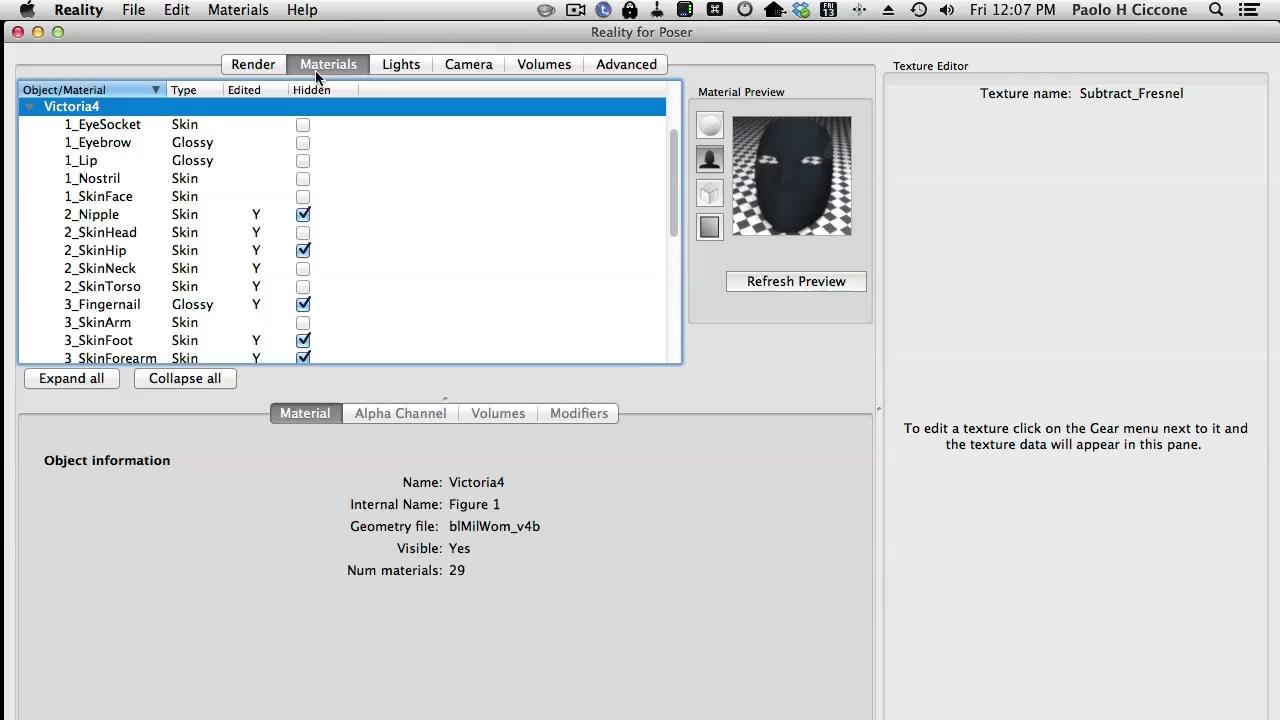 Reality File Edit Materials Help FRI 13 Fri 12:07 PM Paolo H Ciccone
Reality for Poser
Render Materials Lights Camera Volumes Advanced
Texture Editor
Object/Material Type Edited Hidden
Material Preview
Texture name: Subtract_Fresnel
Victoria4
1_EyeSocket Skin
1_Eyebrow Glossy
1_Lip Glossy
1_Nostril Skin
1_SkinFace Skin
2_Nipple Skin Y
2_SkinHead Skin Y
2_SkinHip Skin Y
2_SkinNeck Skin Y
2_SkinTorso Skin Y
3_Fingernail Glossy Y
3_SkinArm Skin
3_SkinFoot Skin Y
3_SkinForearm Skin Y
Refresh Preview
Expand all Collapse all
Material Alpha Channel Volumes Modifiers
To edit a texture click on the Gear menu next to it and
the texture data will appear in this pane.
Object information
Name: Victoria4
Internal Name: Figure 1
Geometry file: blMilWom_v4b
Visible: Yes
Num materials: 29